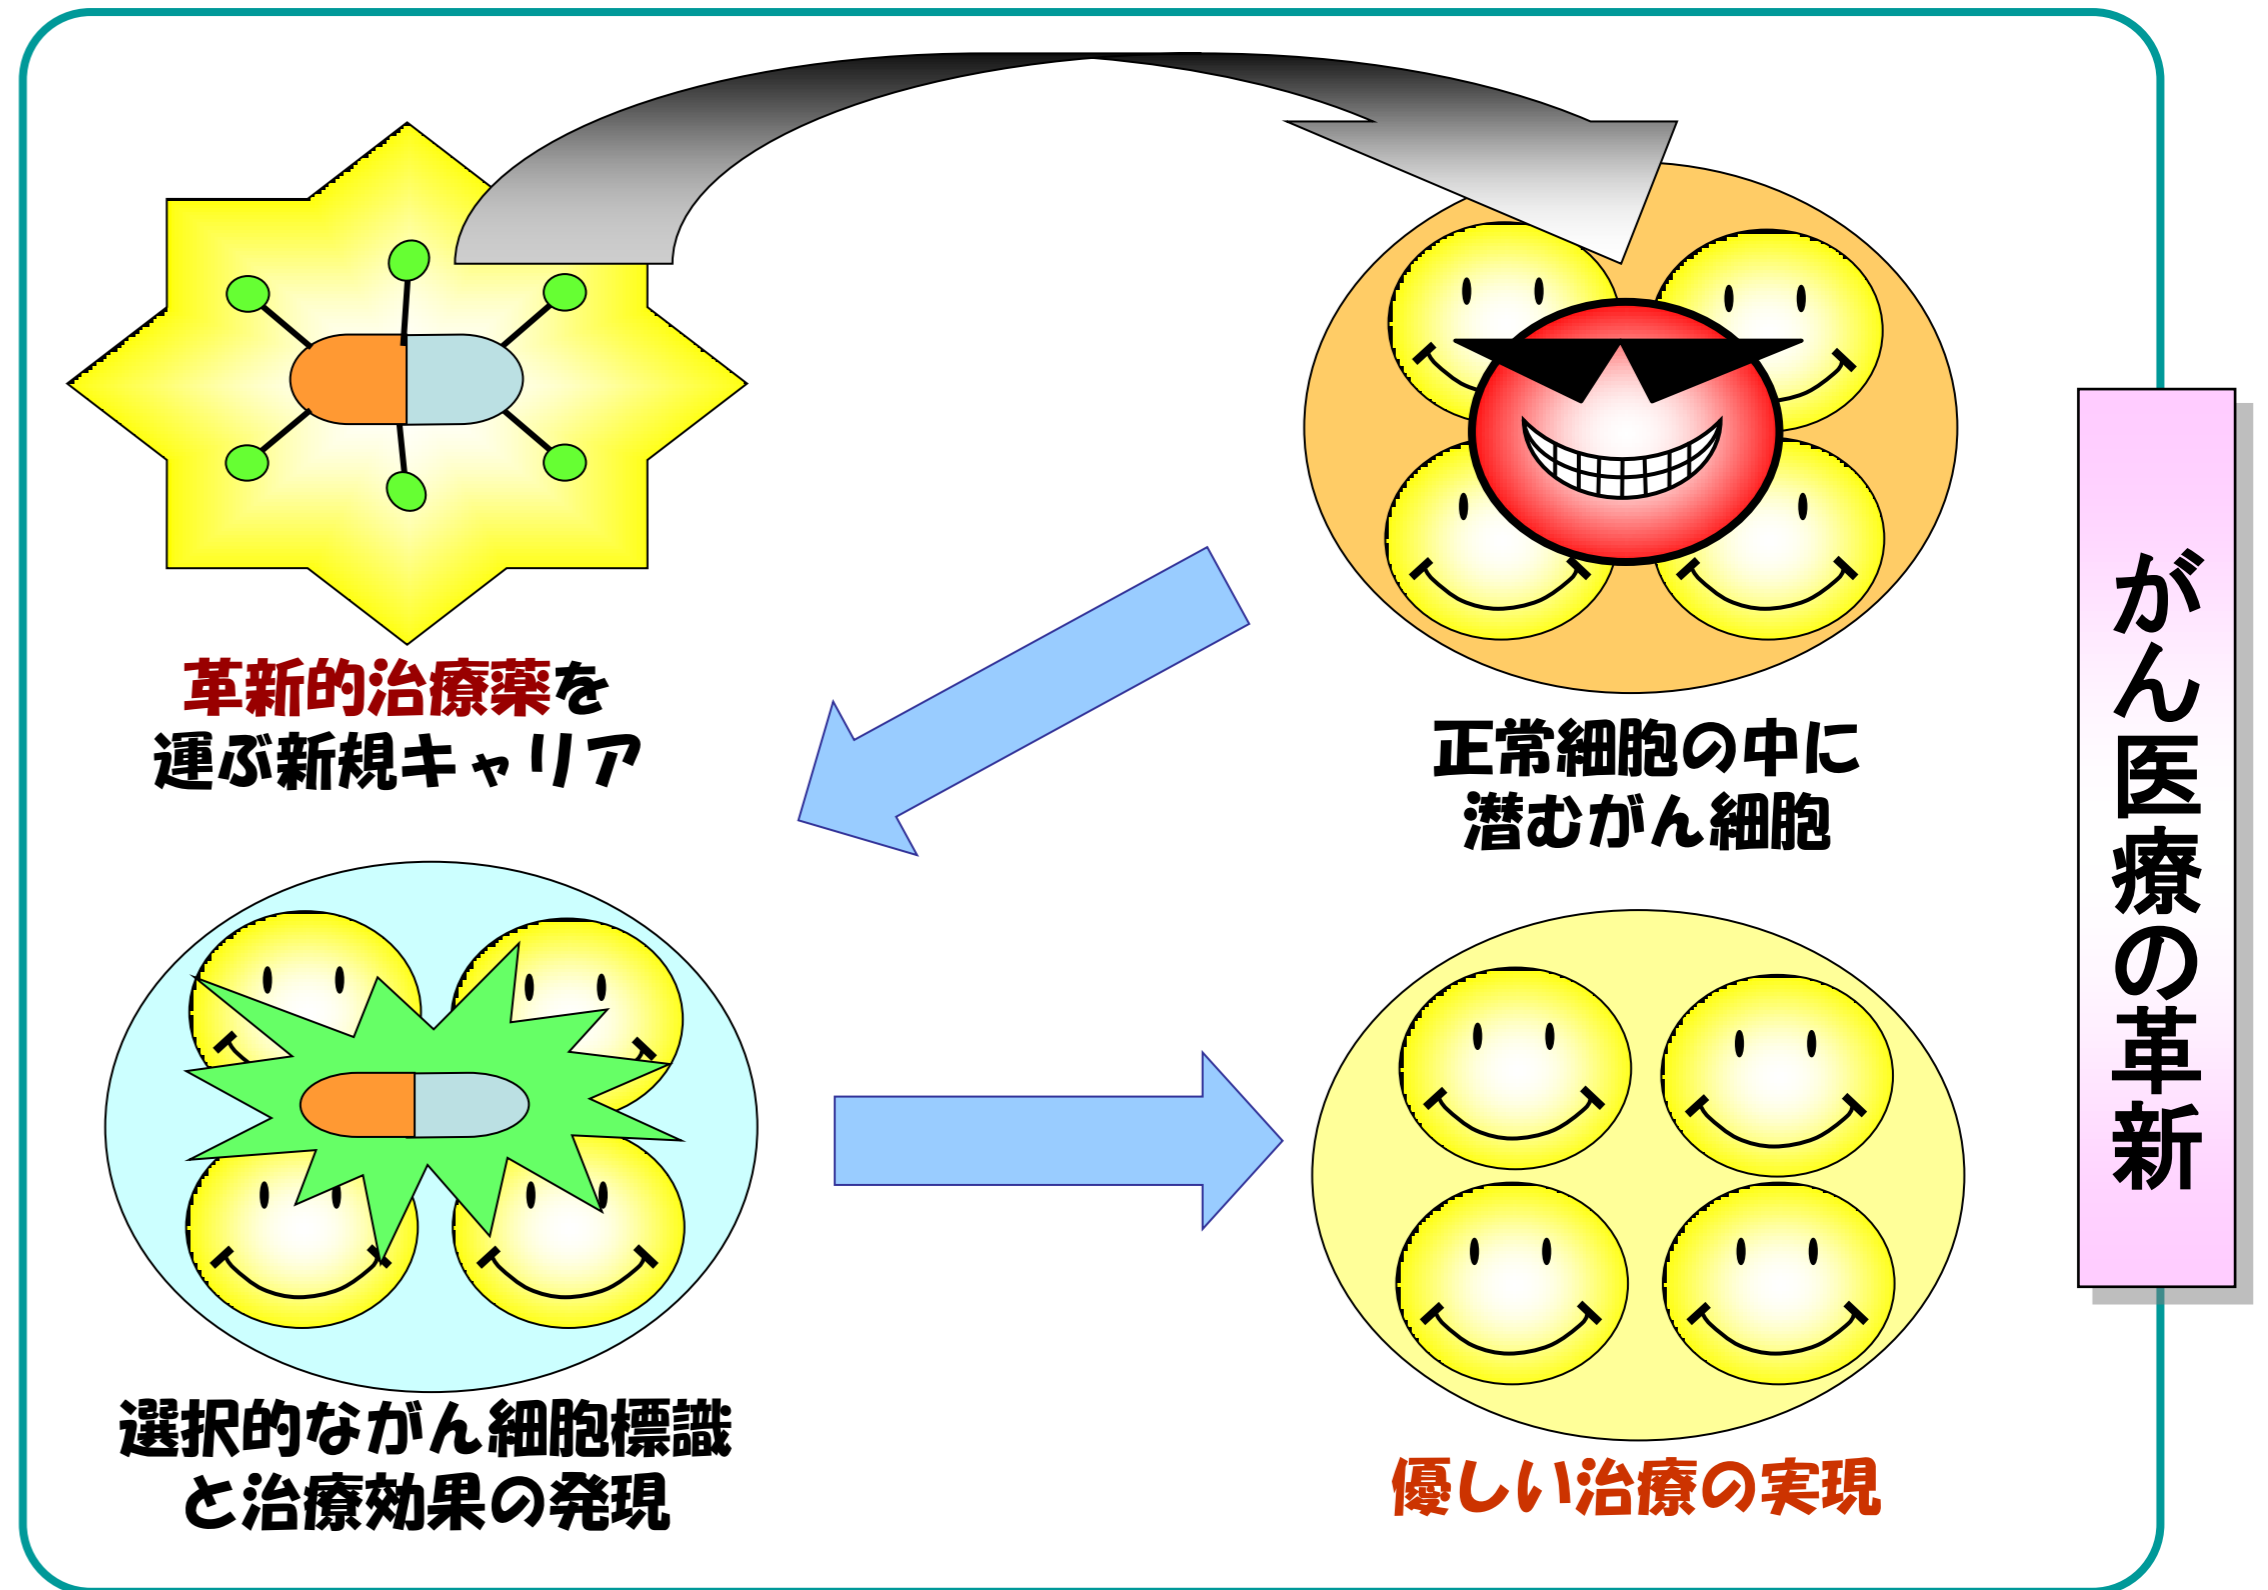 革新的治療薬を
運ぶ新規キャリア
正常細胞の中に
潜むがん細胞
選択的ながん細胞標識
と治療効果の発現
優しい治療の実現
がん医療の革新